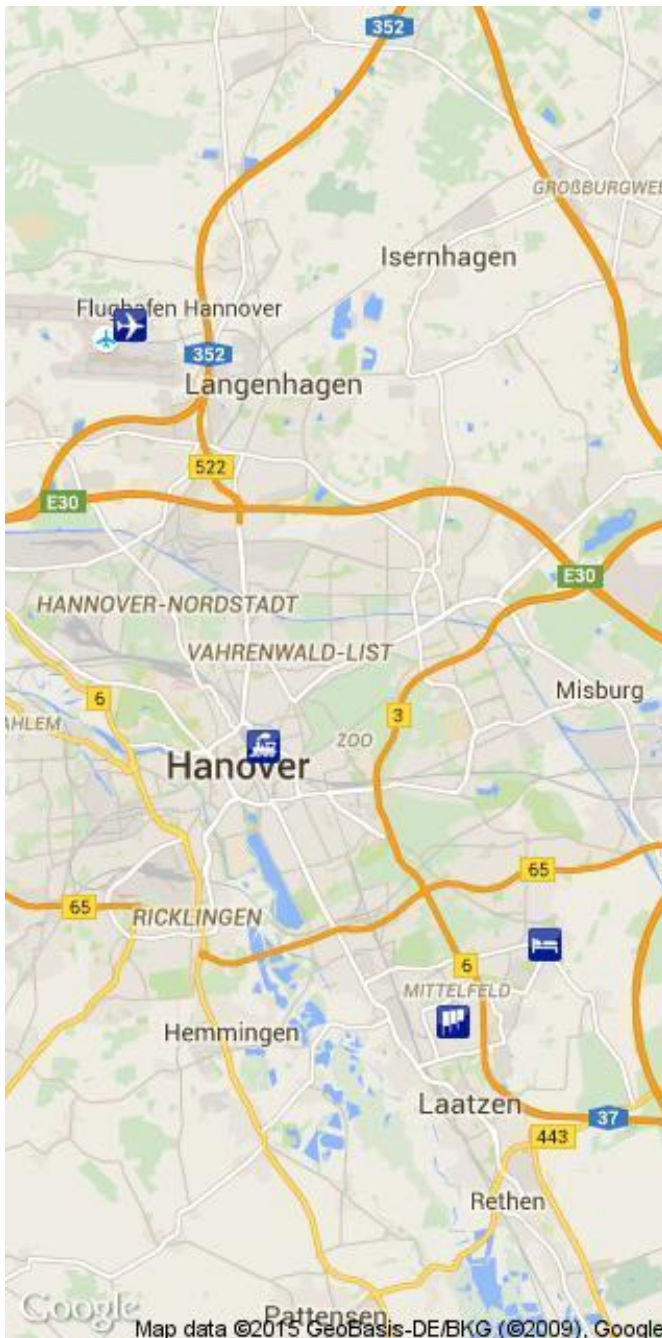 352
GROßBURGWE
Isernhagen
Flughafen Hannover
352
Langenhagen
522
E30
E30
HANNOVER-NORDSTADT
VAHRENWALD-LIST
Misburg
6
3
AHLEM
ZOO
Hanover
65
65
RICKLINGEN
6
MITTELFELD
Hemmingen
Laatzen
37
443
Rethen
Google
Pattensen
Map data ©2015 GeoBasis-DE/BKG (©2009), Google